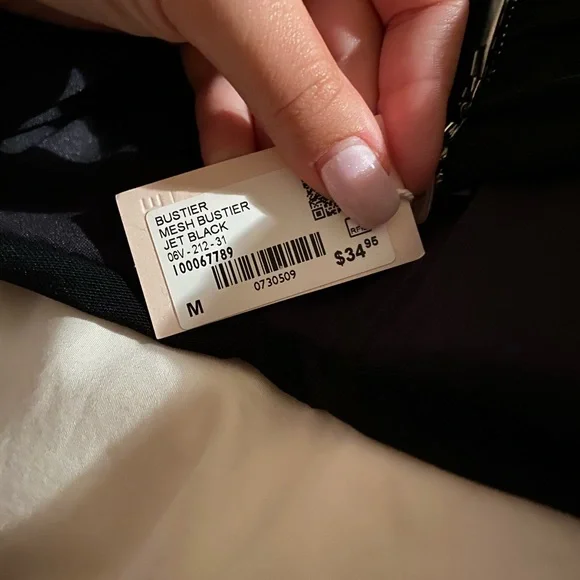 BUSTIER
MESH BUSTIER
JET BLACK
06V - 212 - 31
100067789
0730509
M
$34.95